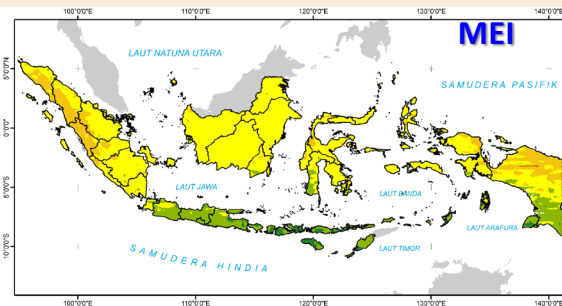 100°0'0"E 110°0'0"E 120°0'0"E 130°0'0"E 140°0'0"E
MEI
LAUT NATUNA UTARA
5°0'0"N
SAMUDERA PASIFIK
0°0'0"
LAUT JAWA
LAUT BANDA
5°0'0"S
LAUT ARAFURA
10°0'0"S
SAMUDERA HINDIA
LAUT TIMOR
100°0'0"E 110°0'0"E 120°0'0"E 130°0'0"E 140°0'0"E